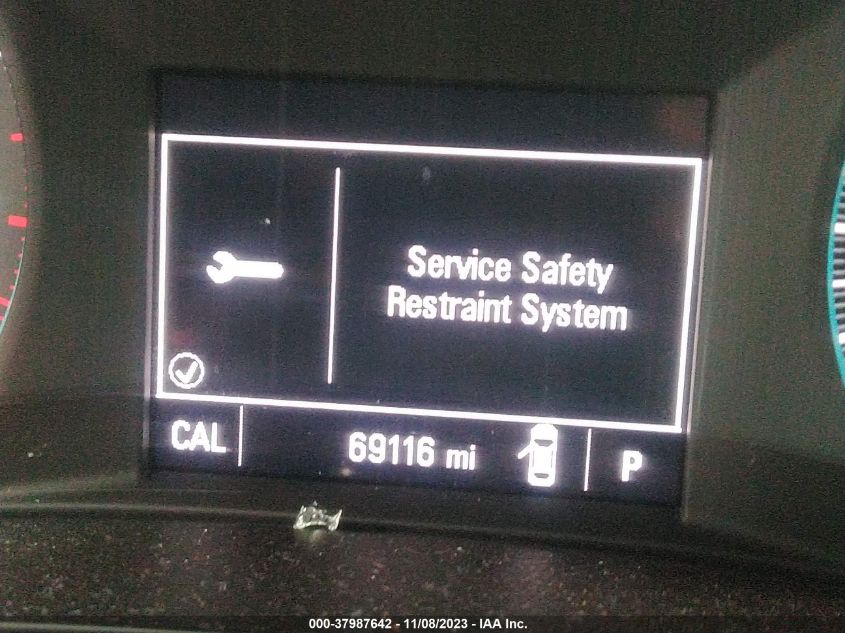 Service Safety
Restraint System
CAL 69116 mi P
000-37987642 - 11/08/2023 - IAA Inc.